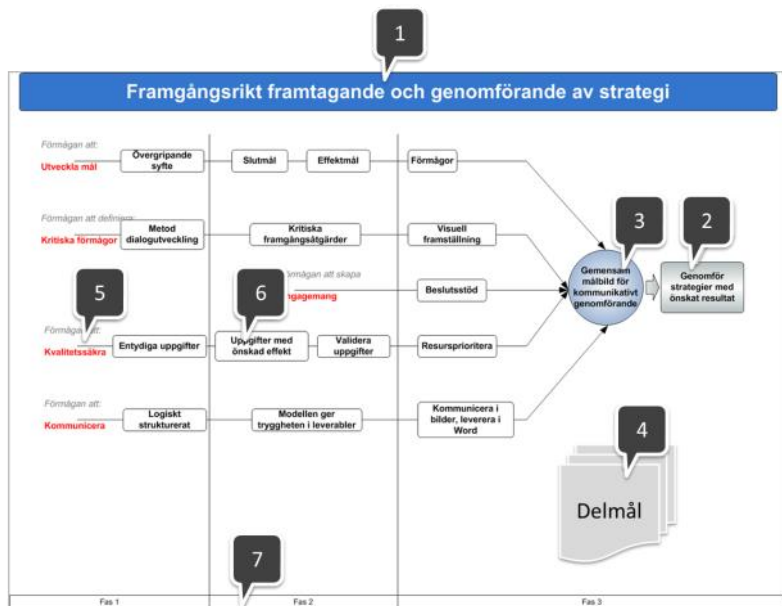 1
Framgångsrikt framtagande och genomförande av strategi
Förmågan att:
Utveckla mål
Övergripande
syfte
Slutmål
Effektmål
Förmågor
Förmågan att definiera:
Kritiska förmågor
Metod
dialogutveckling
Kritiska
framgångsåtgärder
Visuell
framställning
3
2
Gemensam
målbild för
kommunikativt
genomförande
Genomför
strategier med
önskat resultat
5
6
att skapa
Beslutsstöd
Förmågan att:
Kvalitetssäkra
Entydiga uppgifter
Uppgifter med
önskad effekt
Validera
uppgifter
Resursprioritera
Förmågan att:
Kommunicera
Logiskt
strukturerat
Modellen ger
tryggheten i leverabler
Kommunicera i
bilder, leverera i
Word
4
Delmål
7
Fas 1
Fas 2
Fas 3